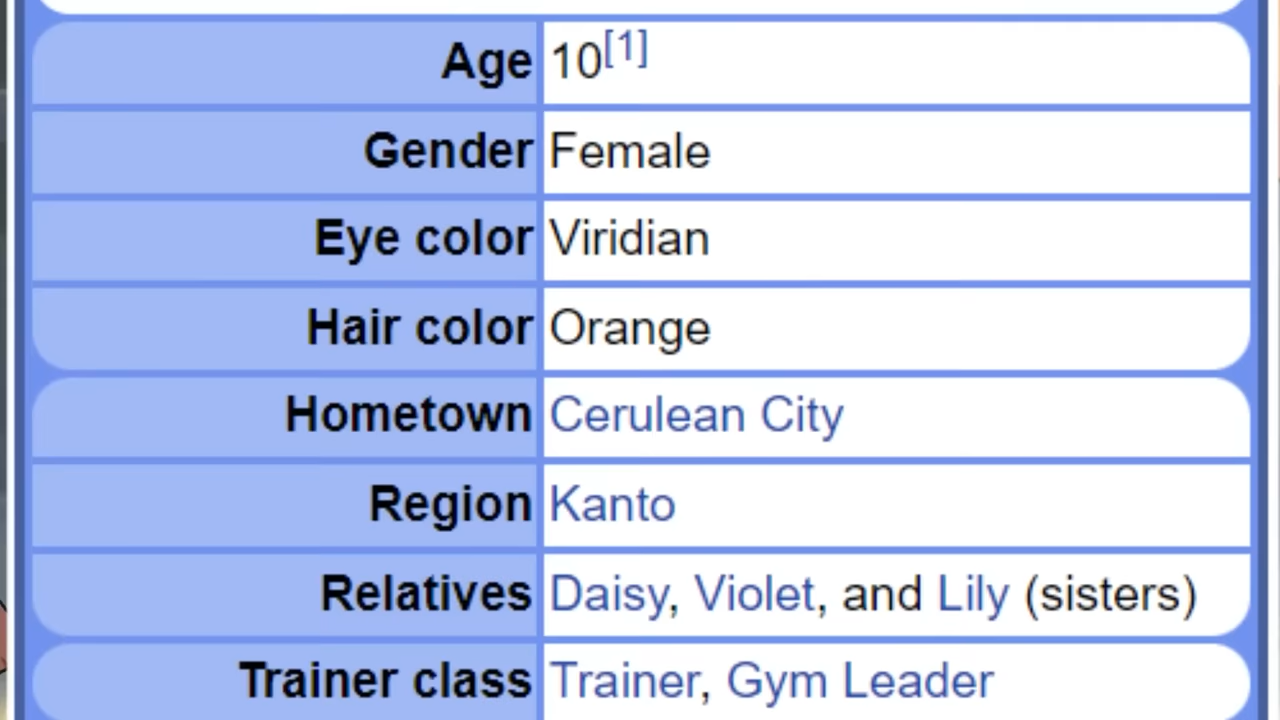 Age 10[1]
Gender Female
Eye color Viridian
Hair color Orange
Hometown Cerulean City
Region Kanto
Relatives Daisy, Violet, and Lily (sisters)
Trainer class Trainer, Gym Leader